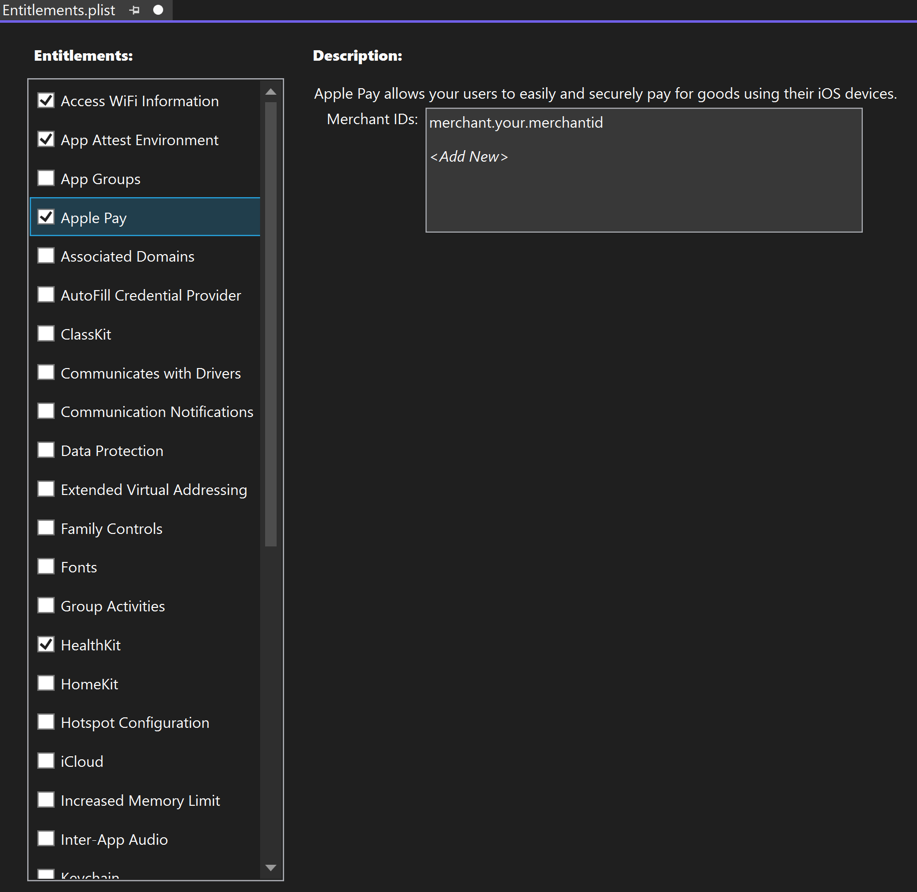 Entitlements.plist
Entitlements:
Access WiFi Information
App Attest Environment
App Groups
Apple Pay
Associated Domains
AutoFill Credential Provider
ClassKit
Communicates with Drivers
Communication Notifications
Data Protection
Extended Virtual Addressing
Family Controls
Fonts
Group Activities
HealthKit
HomeKit
Hotspot Configuration
iCloud
Increased Memory Limit
Inter-App Audio
Keychain
Description:
Apple Pay allows your users to easily and securely pay for goods using their iOS devices.
Merchant IDs:
merchant.your.merchantid
<Add New>